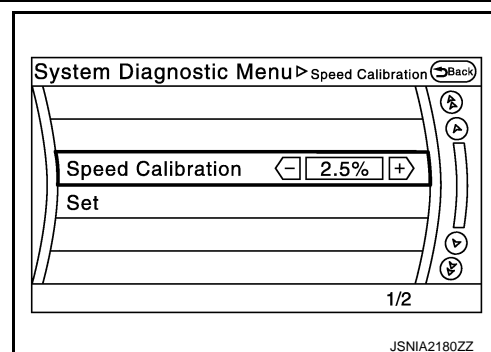 System Diagnostic Menu ▷ Speed Calibration Back
Speed Calibration − 2.5% +
Set
1/2
JSNIA2180ZZ